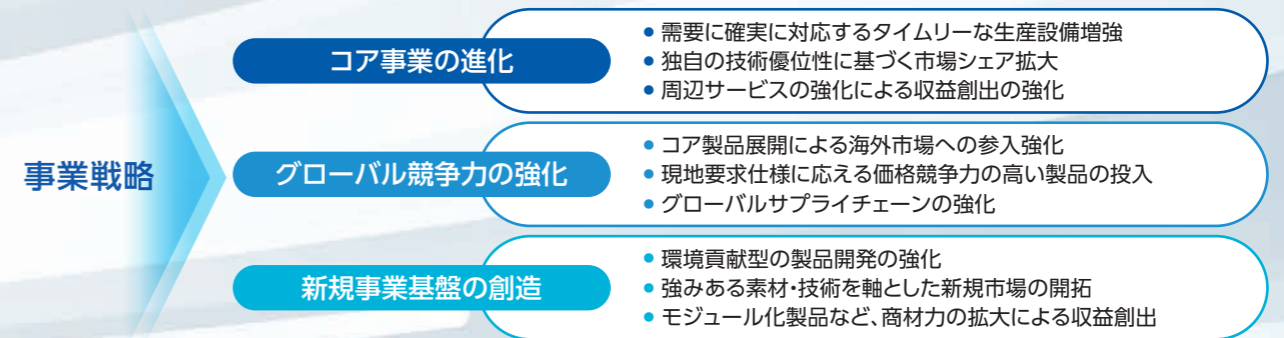 事業戦略
コア事業の進化
• 需要に確実に対応するタイムリーな生産設備増強
• 独自の技術優位性に基づく市場シェア拡大
• 周辺サービスの強化による収益創出の強化
グローバル競争力の強化
• コア製品展開による海外市場への参入強化
• 現地要求仕様に応える価格競争力の高い製品の投入
• グローバルサプライチェーンの強化
新規事業基盤の創造
• 環境貢献型の製品開発の強化
• 強みある素材・技術を軸とした新規市場の開拓
• モジュール化製品など、商材力の拡大による収益創出